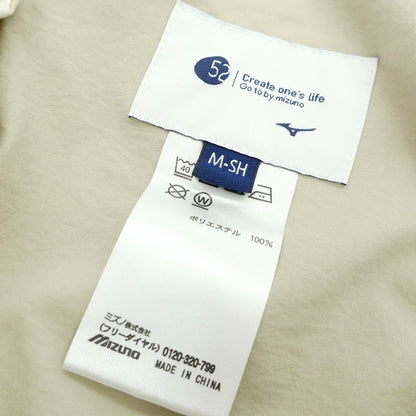 52
Create one's life
Go to by mizuno
M-SH
40
W
ポリエステル 100%
ミズノ株式会社
(フリーダイヤル) 0120-320-799
MIZUNO MADE IN CHINA